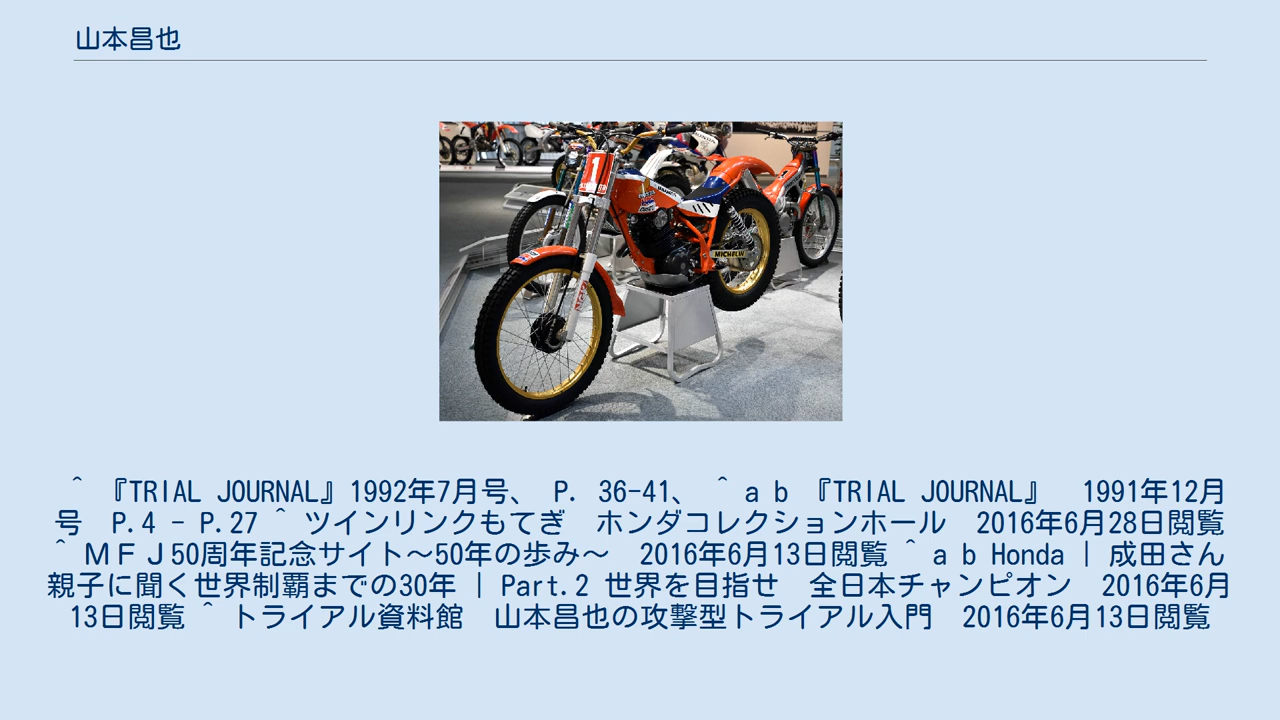 山本昌也
1
MICHELIN
^ 『TRIAL JOURNAL』1992年7月号、 P. 36-41、 ^ a b 『TRIAL JOURNAL』　1991年12月
号　P.4 - P.27 ^ ツインリンクもてぎ　ホンダコレクションホール　2016年6月28日閲覧
^ ＭＦＪ50周年記念サイト～50年の歩み～　2016年6月13日閲覧 ^ a b Honda | 成田さん
親子に聞く世界制覇までの30年 | Part.2 世界を目指せ　全日本チャンピオン　2016年6月
13日閲覧 ^ トライアル資料館　山本昌也の攻撃型トライアル入門　2016年6月13日閲覧